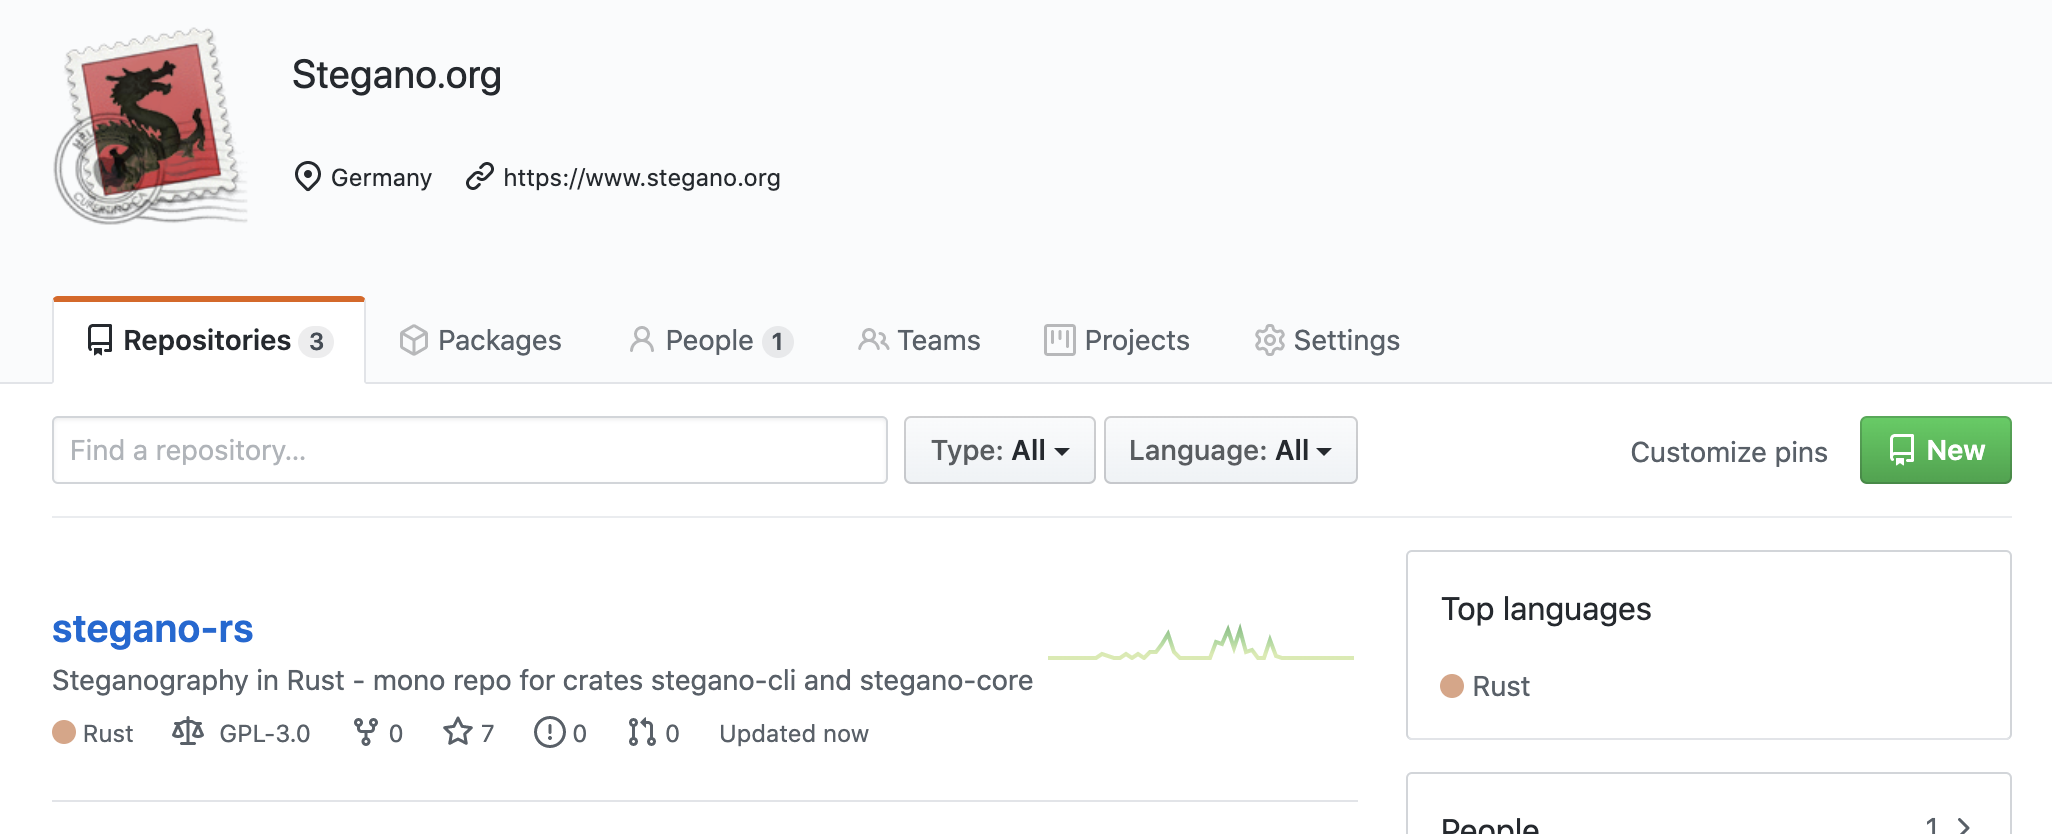 Stegano.org
Germany https://www.stegano.org
Repositories 3 Packages People 1 Teams Projects Settings
Find a repository... Type: All Language: All Customize pins New
stegano-rs
Steganography in Rust - mono repo for crates stegano-cli and stegano-core
Rust GPL-3.0 0 7 0 0 Updated now
Top languages
Rust
People 1